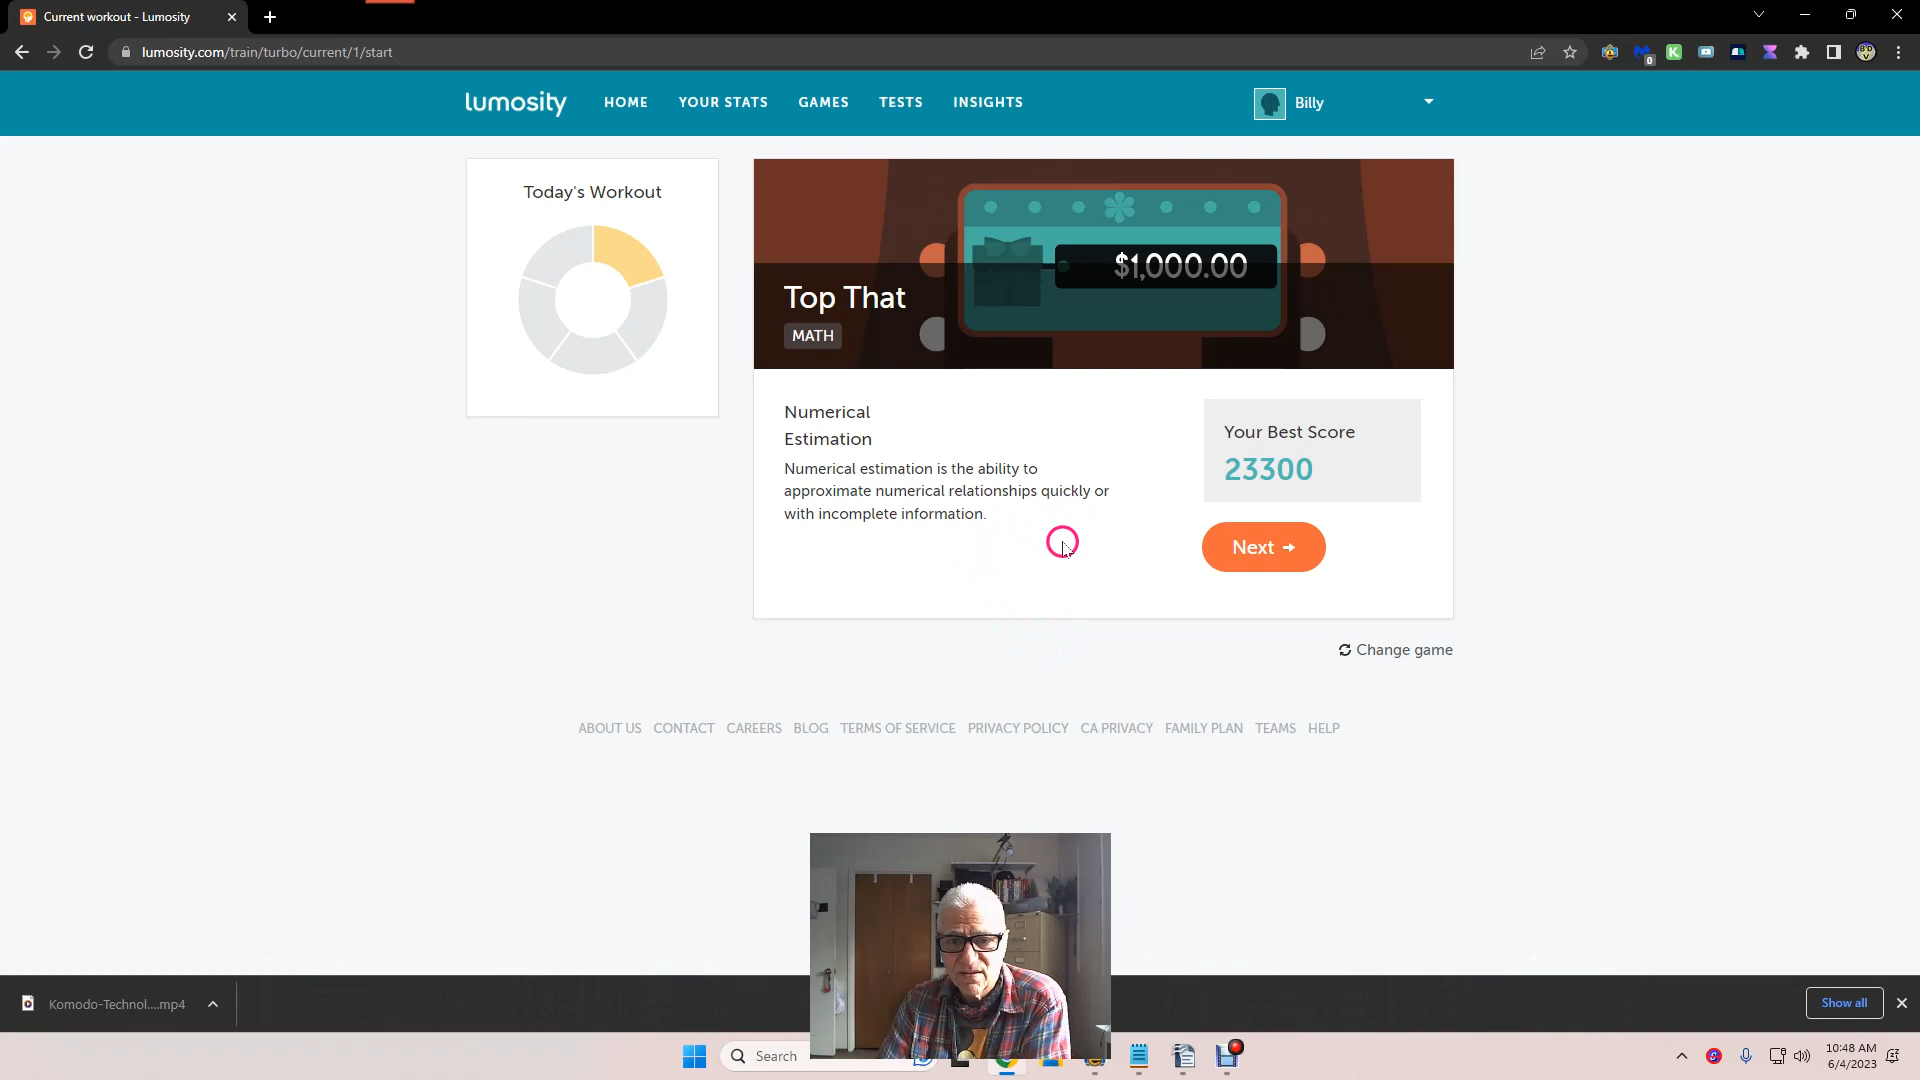 Current workout - Lumosity
lumosity.com/train/turbo/current/1/start
0
lumosity
HOME
YOUR STATS
GAMES
TESTS
INSIGHTS
Billy
Today's Workout
$1,000.00
Top That
MATH
Numerical
Estimation
Numerical estimation is the ability to
approximate numerical relationships quickly or
with incomplete information.
Your Best Score
23300
Next
Change game
ABOUT US CONTACT CAREERS BLOG TERMS OF SERVICE PRIVACY POLICY CA PRIVACY FAMILY PLAN TEAMS HELP
Komodo-Technol....mp4
Show all
Search
10:48 AM
6/4/2023